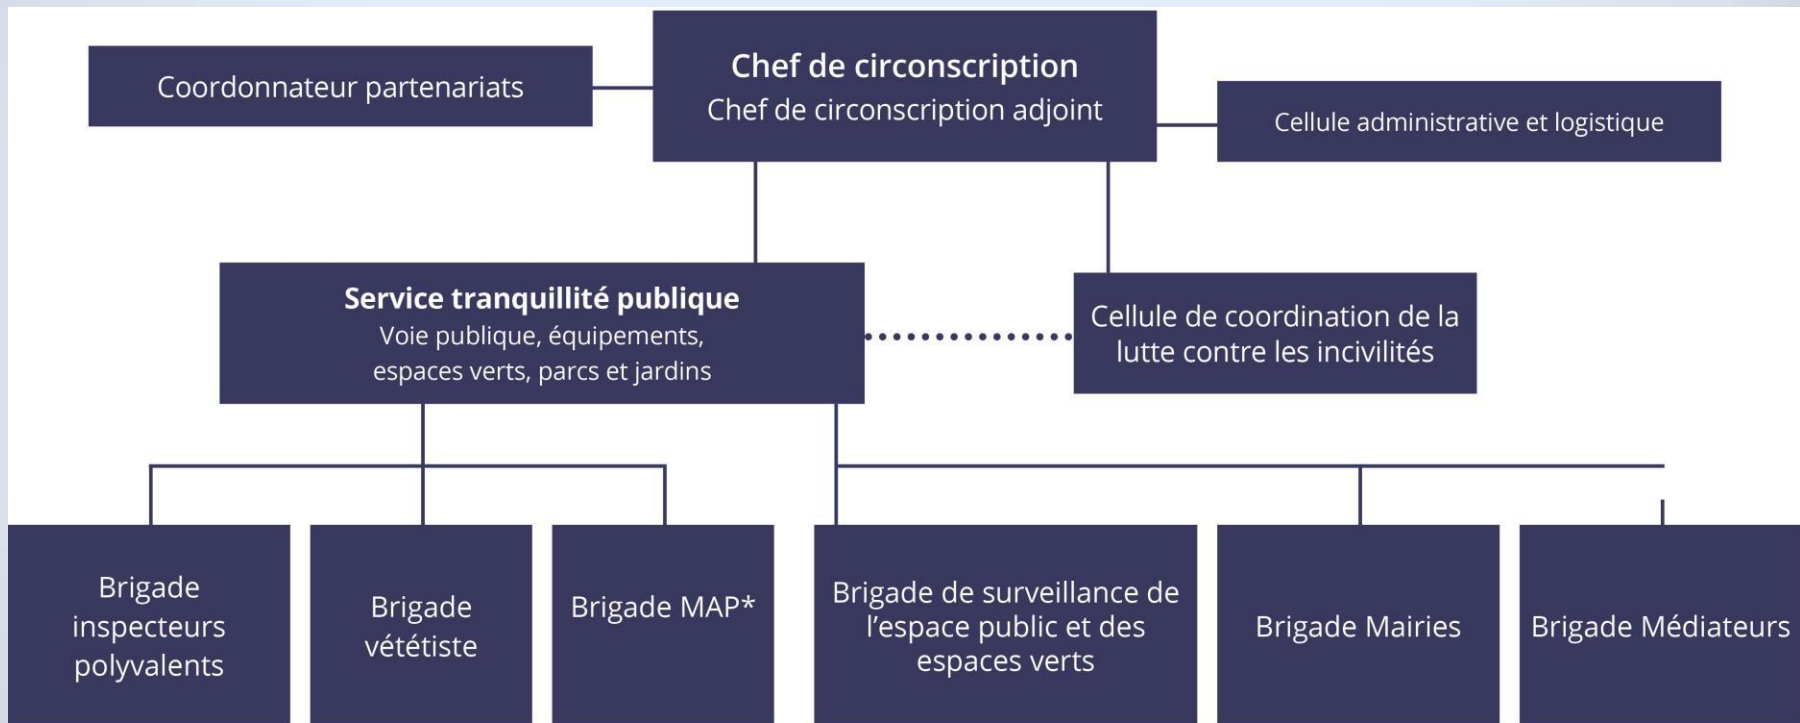 Chef de circonscription
Chef de circonscription adjoint
Coordonnateur partenariats
Cellule administrative et logistique
Service tranquillité publique
Voie publique, équipements,
espaces verts, parcs et jardins
Cellule de coordination de la
lutte contre les incivilités
Brigade
inspecteurs
polyvalents
Brigade
vététiste
Brigade MAP*
Brigade de surveillance de
l’espace public et des
espaces verts
Brigade Mairies
Brigade Médiateurs